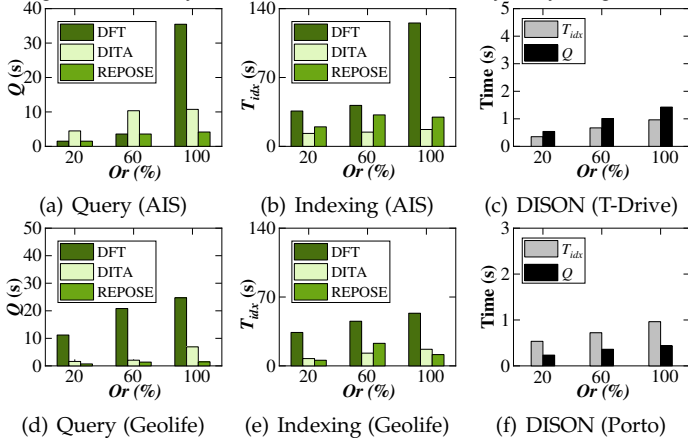 40
30
20
10
0
Q (s)
DFT
DITA
REPOSE
20 60 100
Or (%)
(a) Query (AIS)
140
70
0
T_idx (s)
DFT
DITA
REPOSE
20 60 100
Or (%)
(b) Indexing (AIS)
5
4
3
2
1
0
Time (s)
T_idx
Q
20 60 100
Or (%)
(c) DISON (T-Drive)
50
40
30
20
10
0
Q (s)
DFT
DITA
REPOSE
20 60 100
Or (%)
(d) Query (Geolife)
140
70
0
T_idx (s)
DFT
DITA
REPOSE
20 60 100
Or (%)
(e) Indexing (Geolife)
3
2
1
0
Time (s)
T_idx
Q
20 60 100
Or (%)
(f) DISON (Porto)